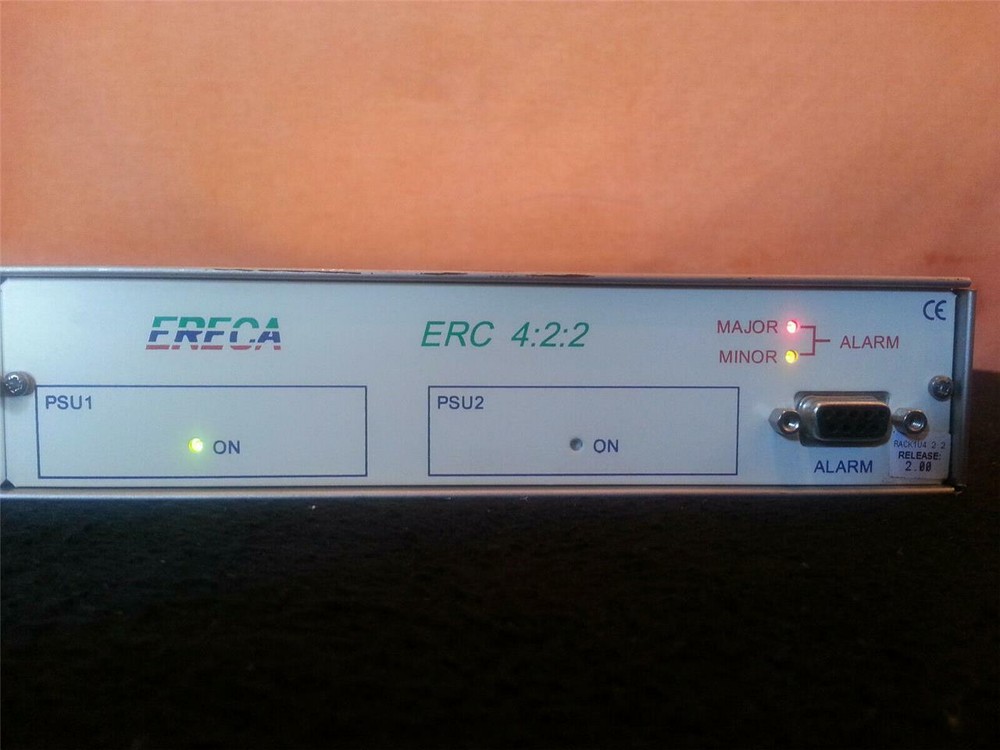 ERECA
ERC 4:2:2
CE
MAJOR
MINOR
ALARM
PSU1
ON
PSU2
ON
ALARM
RACK1U4 2 2
RELEASE:
2.00